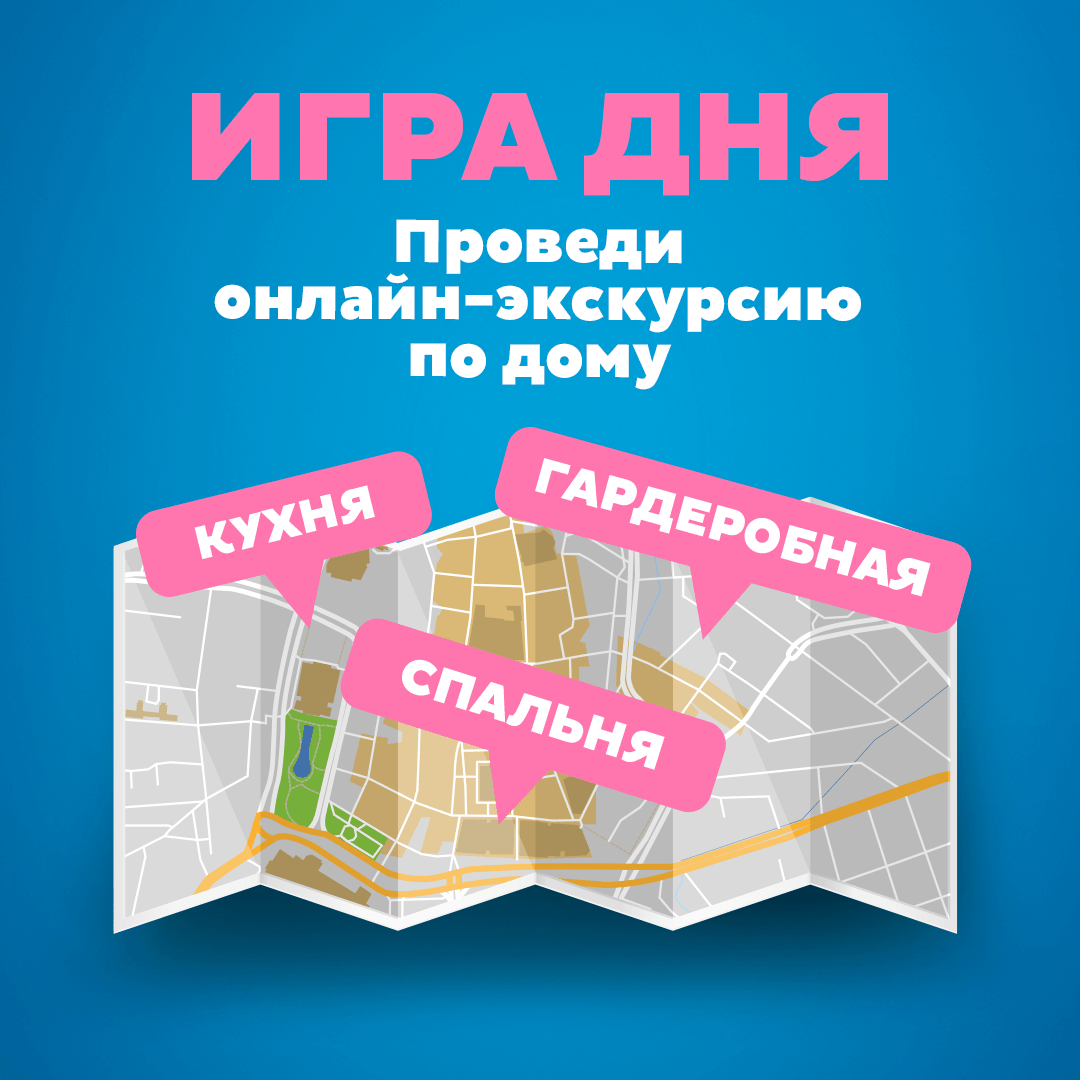 ИГРА ДНЯ
Проведи
онлайн-экскурсию
по дому
КУХНЯ
ГАРДЕРОБНАЯ
СПАЛЬНЯ